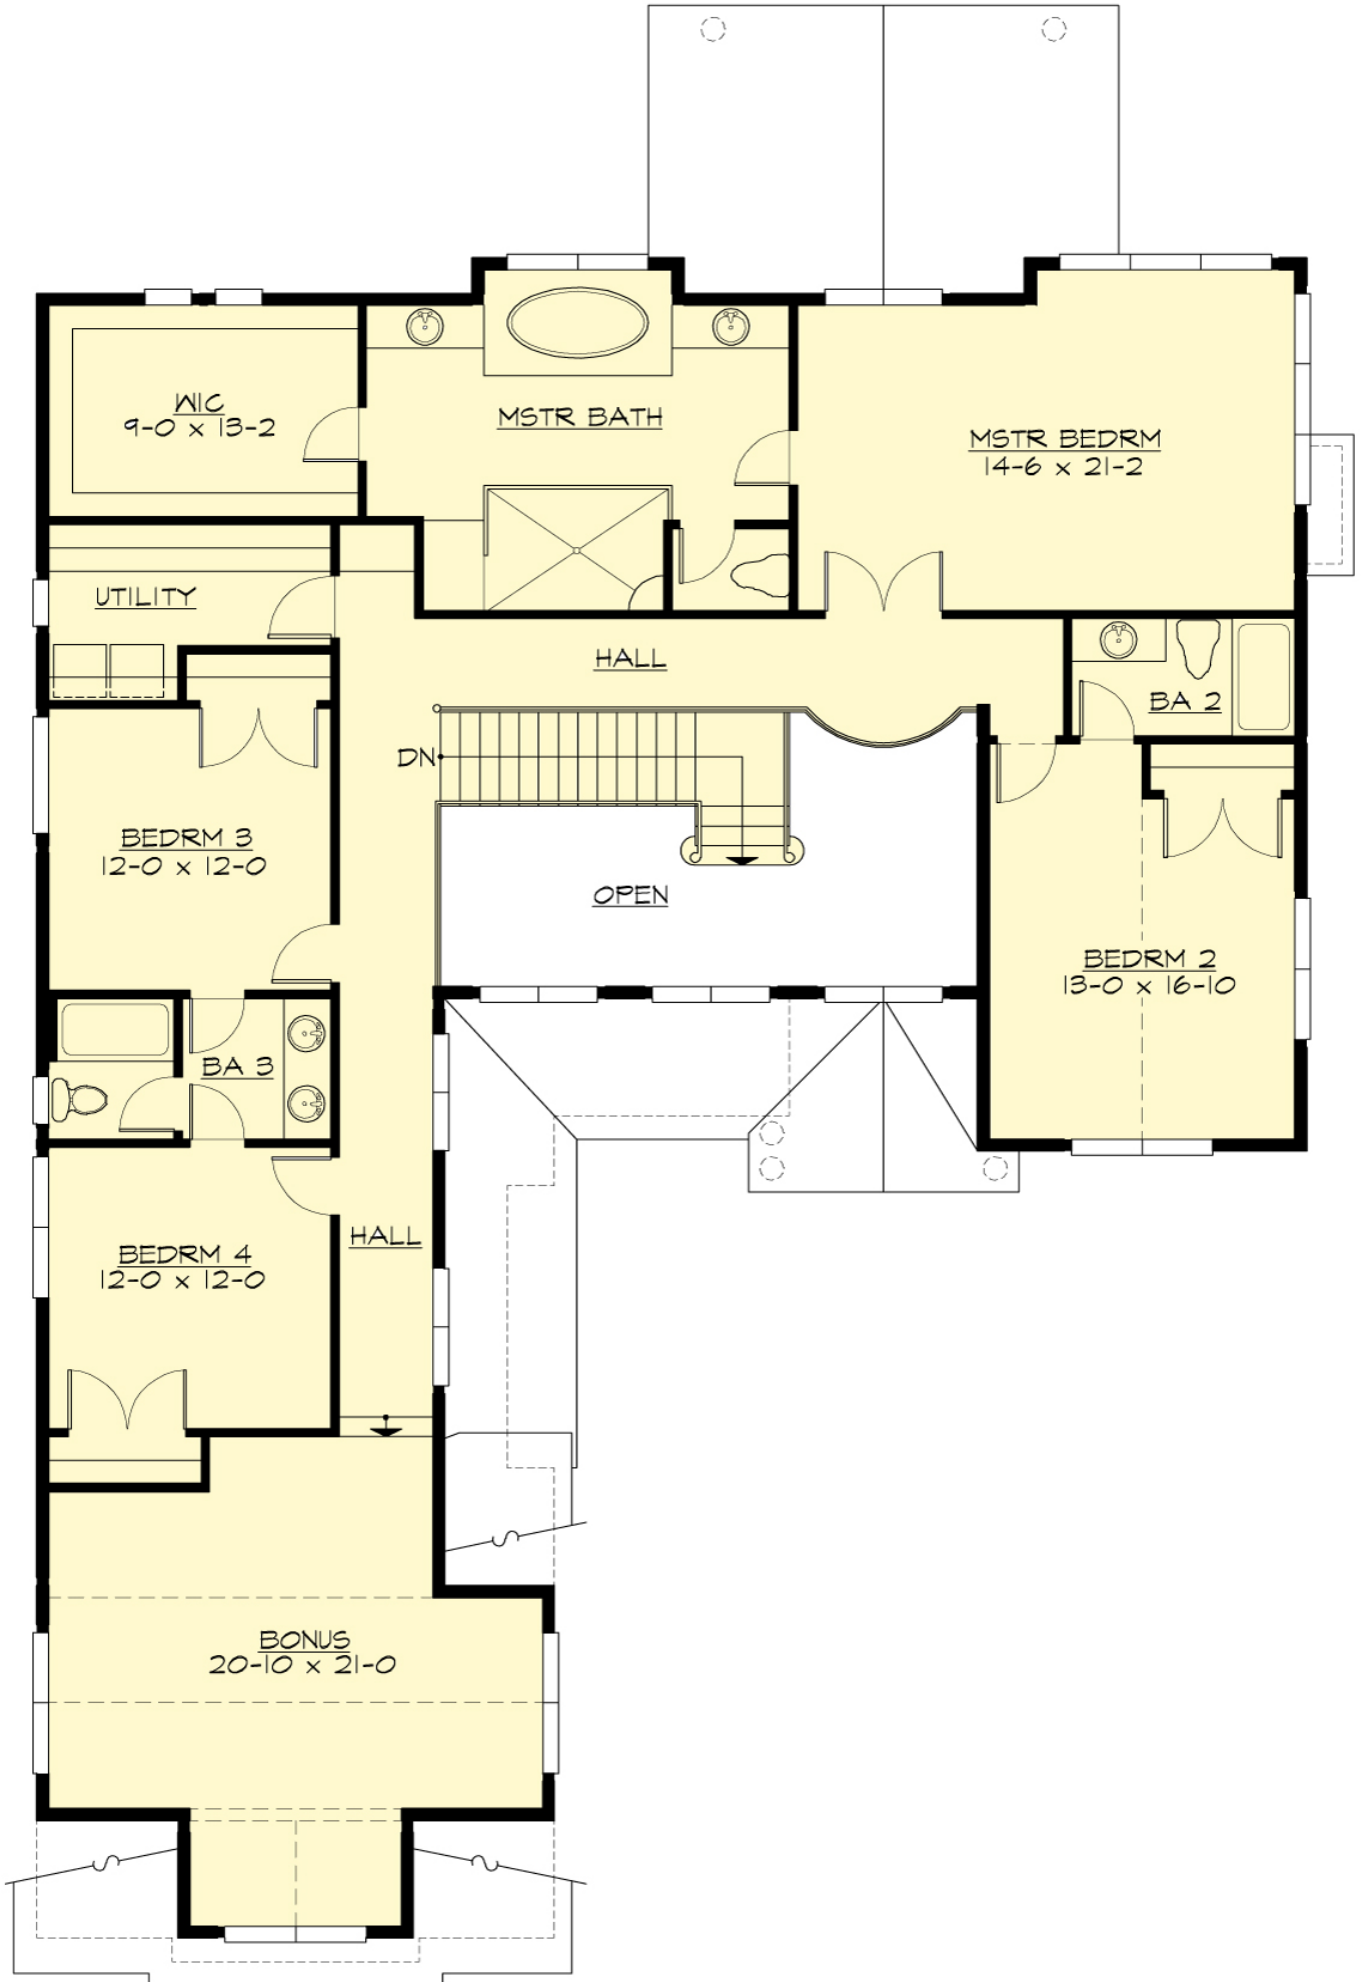 WIC
9-0 x 13-2
MSTR BATH
MSTR BEDRM
14-6 x 21-2
UTILITY
HALL
BA 2
DN
BEDRM 3
12-0 x 12-0
OPEN
BEDRM 2
13-0 x 16-10
BA 3
HALL
BEDRM 4
12-0 x 12-0
BONUS
20-10 x 21-0